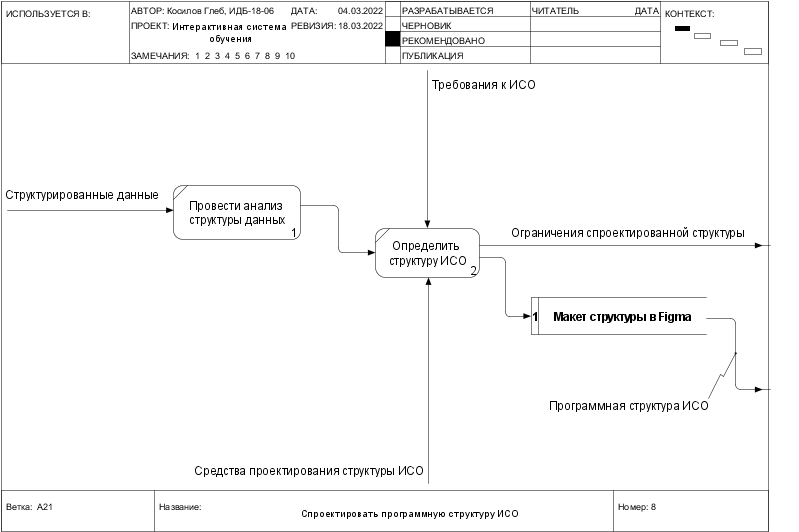 ИСПОЛЬЗУЕТСЯ В:
АВТОР: Косилов Глеб, ИДБ-18-06
ДАТА: 04.03.2022
ПРОЕКТ: Интерактивная система
обучения
РЕВИЗИЯ: 18.03.2022
ЗАМЕЧАНИЯ: 1 2 3 4 5 6 7 8 9 10
РАЗРАБАТЫВАЕТСЯ
ЧЕРНОВИК
РЕКОМЕНДОВАНО
ПУБЛИКАЦИЯ
ЧИТАТЕЛЬ ДАТА
КОНТЕКСТ:
Требования к ИСО
Структурированные данные
Провести анализ
структуры данных
1
Определить
структуру ИСО
2
Ограничения спроектированной структуры
1 Макет структуры в Figma
Программная структура ИСО
Средства проектирования структуры ИСО
Ветка: A21
Название:
Спроектировать программную структуру ИСО
Номер: 8